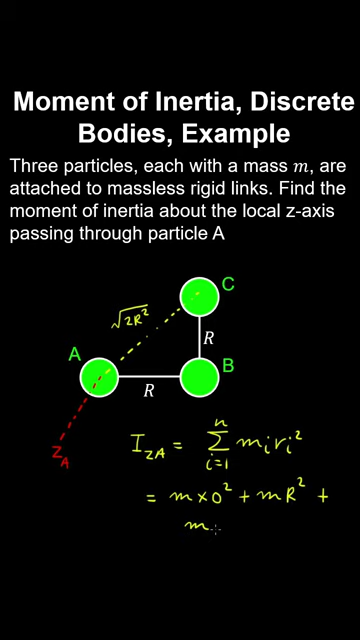 Moment of Inertia, Discrete
Bodies, Example
Three particles, each with a mass m, are
attached to massless rigid links. Find the
moment of inertia about the local z-axis
passing through particle A
C
√2R²
R
A
B
R
Z_A
I_ZA = Σ_{i=1}^{n} m_i r_i²
= m × 0² + mR² +
m